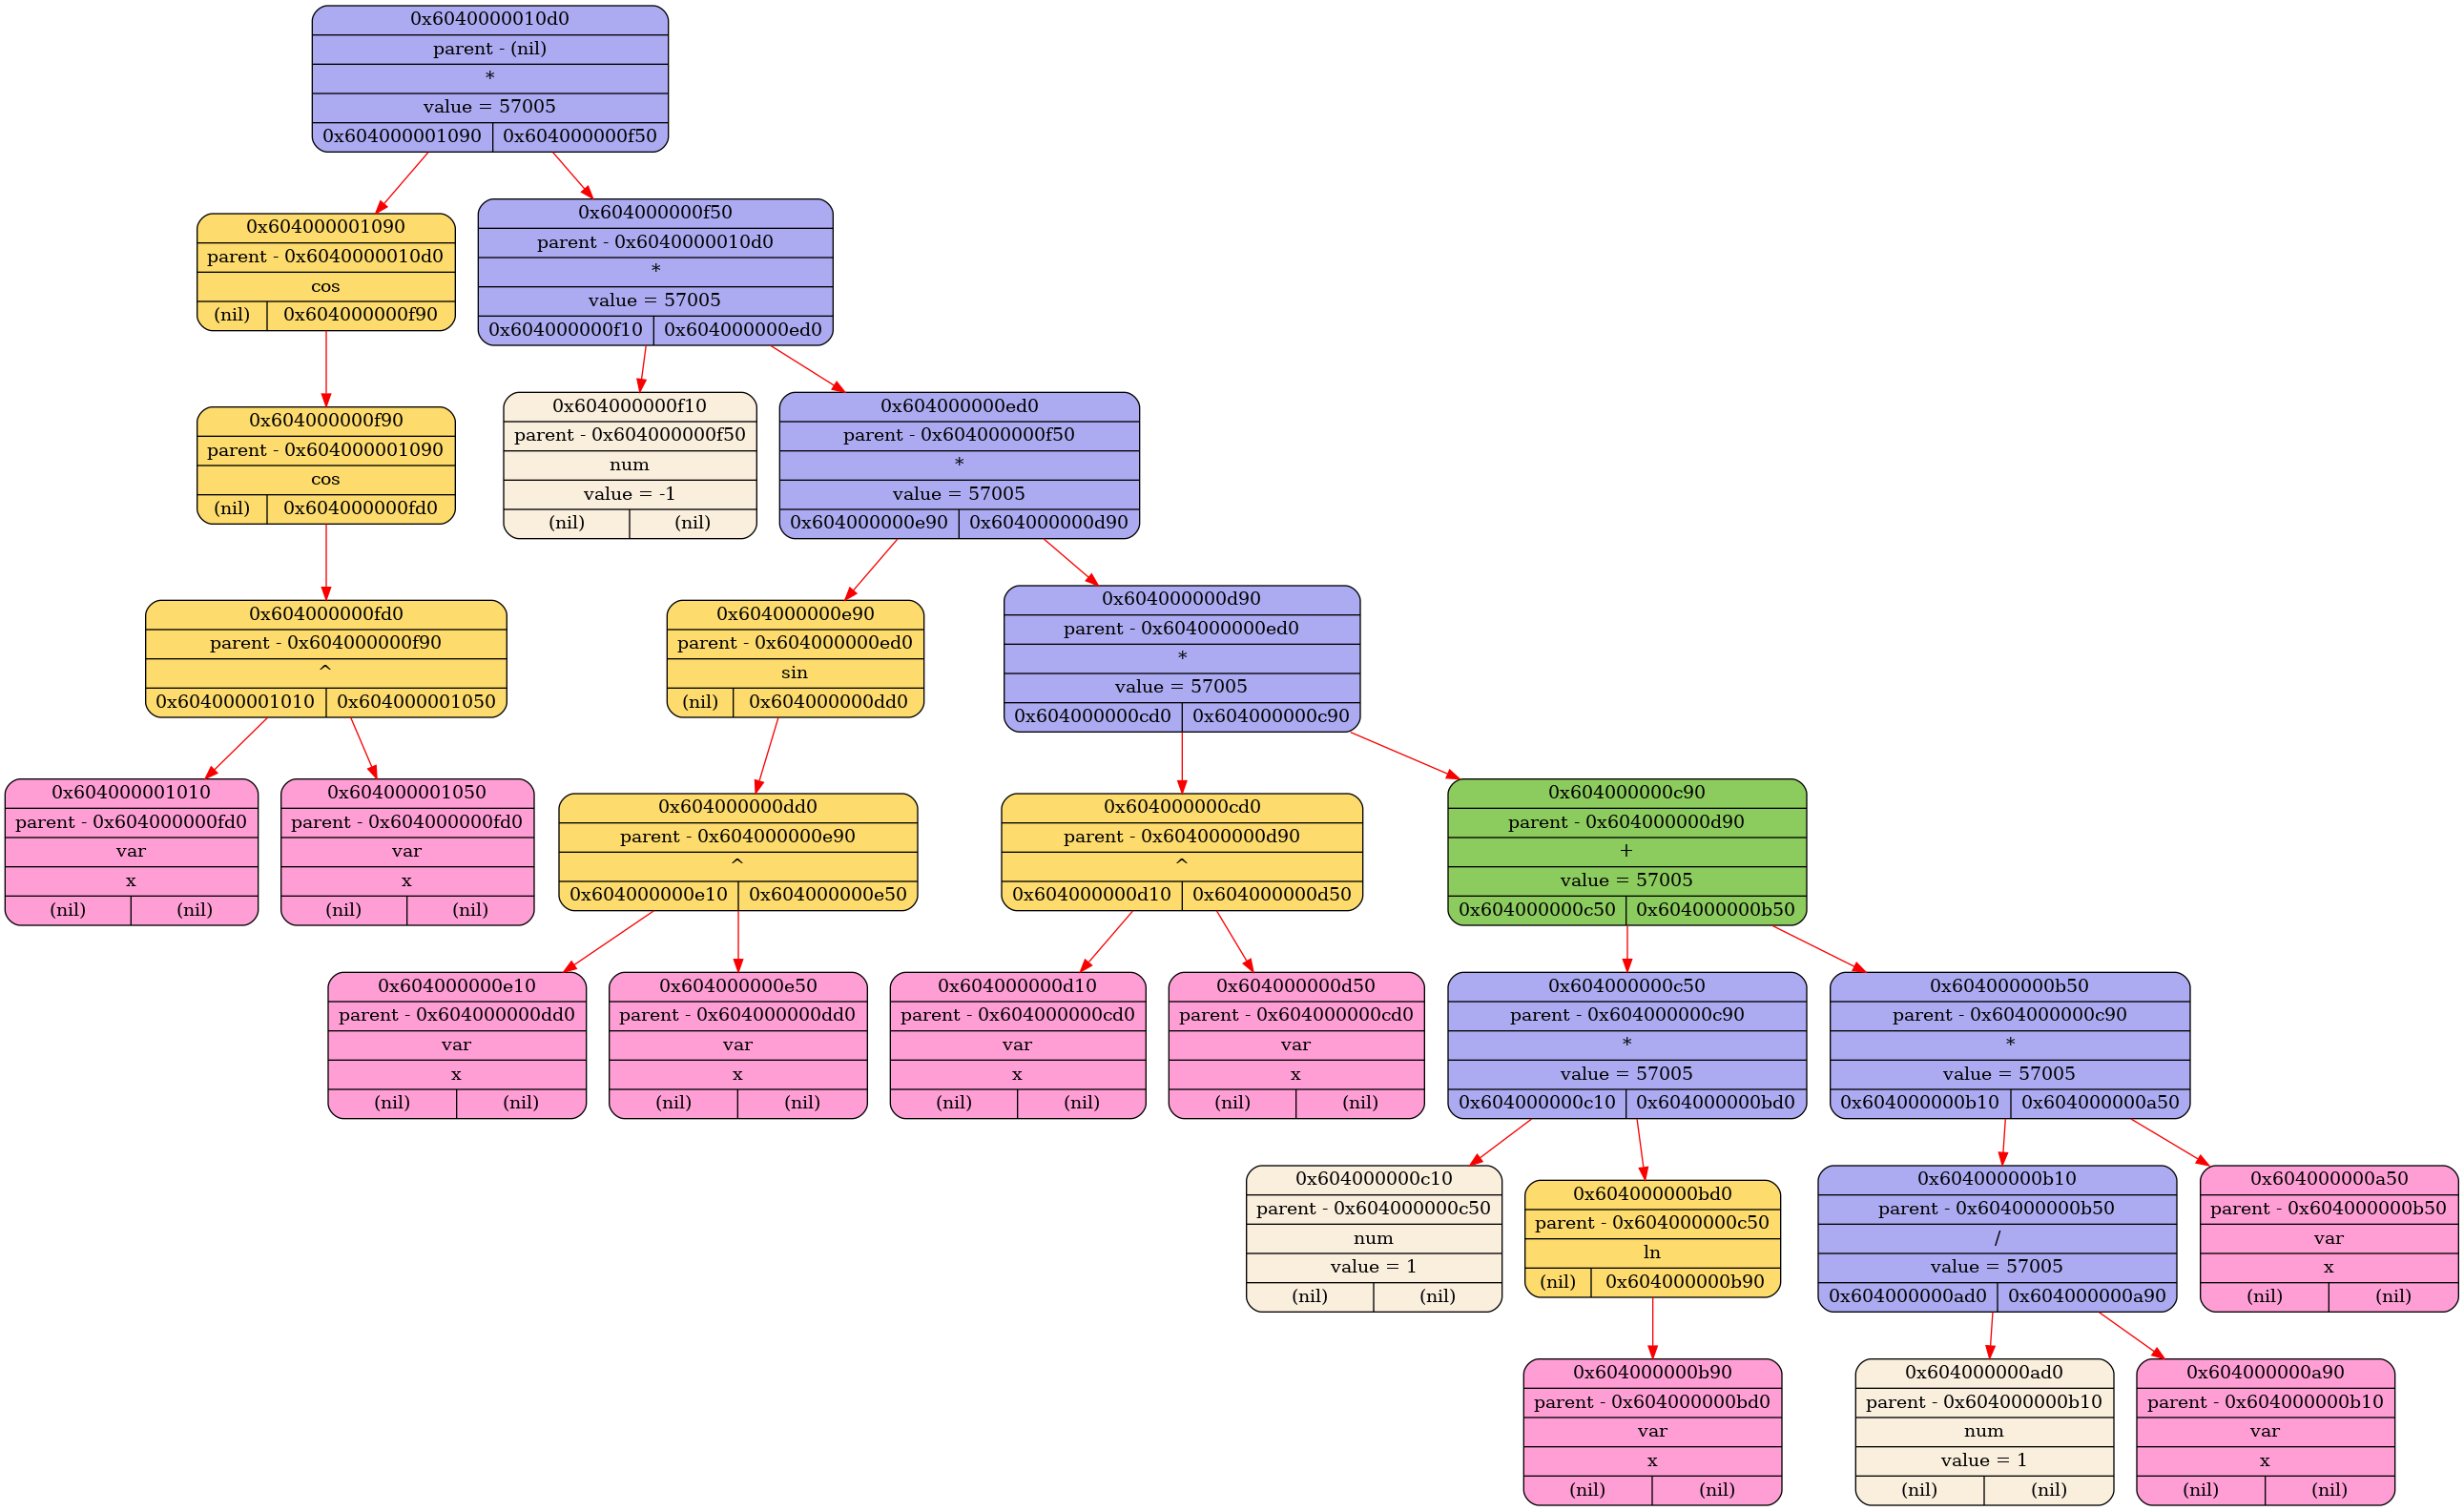 0x6040000010d0
parent - (nil)
*
value = 57005
0x604000001090 0x604000000f50
0x604000001090
parent - 0x6040000010d0
cos
(nil) 0x604000000f90
0x604000000f50
parent - 0x6040000010d0
*
value = 57005
0x604000000f10 0x604000000ed0
0x604000000f90
parent - 0x604000001090
cos
(nil) 0x604000000fd0
0x604000000f10
parent - 0x604000000f50
num
value = -1
(nil) (nil)
0x604000000ed0
parent - 0x604000000f50
*
value = 57005
0x604000000e90 0x604000000d90
0x604000000fd0
parent - 0x604000000f90
^
0x604000001010 0x604000001050
0x604000000e90
parent - 0x604000000ed0
sin
(nil) 0x604000000dd0
0x604000000d90
parent - 0x604000000ed0
*
value = 57005
0x604000000cd0 0x604000000c90
0x604000001010
parent - 0x604000000fd0
var
x
(nil) (nil)
0x604000001050
parent - 0x604000000fd0
var
x
(nil) (nil)
0x604000000dd0
parent - 0x604000000e90
^
0x604000000e10 0x604000000e50
0x604000000cd0
parent - 0x604000000d90
^
0x604000000d10 0x604000000d50
0x604000000c90
parent - 0x604000000d90
+
value = 57005
0x604000000c50 0x604000000b50
0x604000000e10
parent - 0x604000000dd0
var
x
(nil) (nil)
0x604000000e50
parent - 0x604000000dd0
var
x
(nil) (nil)
0x604000000d10
parent - 0x604000000cd0
var
x
(nil) (nil)
0x604000000d50
parent - 0x604000000cd0
var
x
(nil) (nil)
0x604000000c50
parent - 0x604000000c90
*
value = 57005
0x604000000c10 0x604000000bd0
0x604000000b50
parent - 0x604000000c90
*
value = 57005
0x604000000b10 0x604000000a50
0x604000000c10
parent - 0x604000000c50
num
value = 1
(nil) (nil)
0x604000000bd0
parent - 0x604000000c50
ln
(nil) 0x604000000b90
0x604000000b10
parent - 0x604000000b50
/
value = 57005
0x604000000ad0 0x604000000a90
0x604000000a50
parent - 0x604000000b50
var
x
(nil) (nil)
0x604000000b90
parent - 0x604000000bd0
var
x
(nil) (nil)
0x604000000ad0
parent - 0x604000000b10
num
value = 1
(nil) (nil)
0x604000000a90
parent - 0x604000000b10
var
x
(nil) (nil)